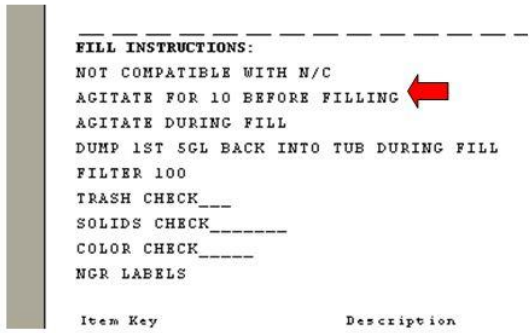 FILL INSTRUCTIONS:
NOT COMPATIBLE WITH N/C
AGITATE FOR 10 BEFORE FILLING
AGITATE DURING FILL
DUMP 1ST 5GL BACK INTO TUB DURING FILL
FILTER 100
TRASH CHECK___
SOLIDS CHECK_______
COLOR CHECK_____
NGR LABELS
Item Key Description